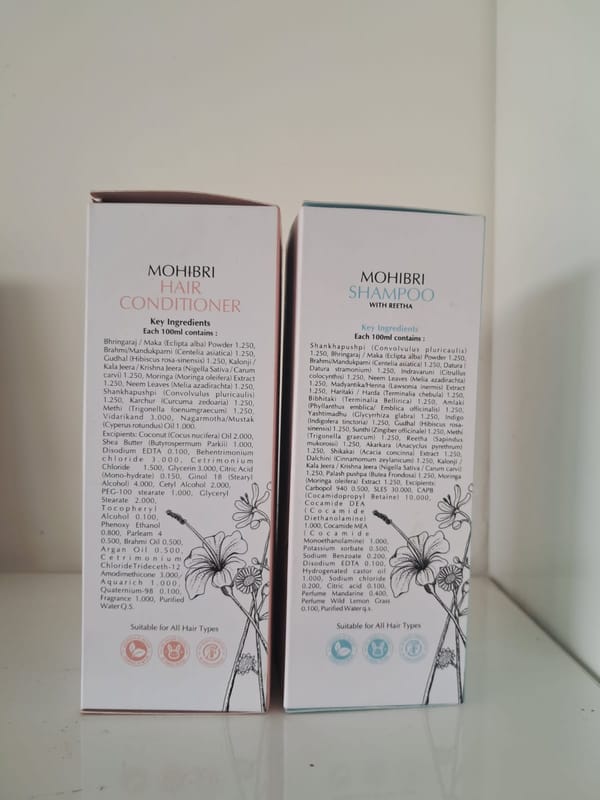 MOHIBRI
HAIR
CONDITIONER
Key Ingredients
Each 100ml contains :
Bhringaraj / Maka (Eclipta alba) Powder 1.250,
Brahmi/Mandukparni (Centelia asiatica) 1.250,
Gudhal (Hibiscus rosa-sinensis) 1.250, Kalonji /
Kala Jeera / Krishna Jeera (Nigella Sativa / Carum
carvi) 1.250, Moringa (Moringa oleifera) Extract
1.250, Neem Leaves (Melia azadirachta) 1.250,
Shankhapushpi (Convolvulus pluricaulis)
1.250, Karchur (Curcuma zedoaria) 1.250,
Methi (Trigonella foenumgraecum) 1.250,
Vidarikand 3.000, Nagarmotha/Mustak
(Cyperus rotundus) Oil 1.000.
Excipients: Coconut (Cocus nucifera) Oil 2.000,
Shea Butter (Butyrospermum Parkii) 1.000,
Disodium EDTA 0.100, Behentrimonium
chloride 3.000, Cetrimonium
Chloride 1.500, Glycerin 3.000, Citric Acid
(Mono-hydrate) 0.150, Ginol 18 (Stearyl
Alcohol) 4.000, Cetyl Alcohol 2.000,
PEG-100 stearate 1.000, Glyceryl
Stearate 2.000,
Tocopheryl
Alcohol 0.100,
Phenoxy Ethanol
0.800, Parleam 4
0.500, Brahmi Oil 0.500,
Argan Oil 0.500,
Cetrimonium
Chloride Trideceth-12
Amodimethicone 3.000,
Aquarich 1.000,
Quaternium-98 0.100,
Fragrance 1.000, Purified
Water Q.S.
Suitable for All Hair Types
MOHIBRI
SHAMPOO
WITH REETHA
Key Ingredients
Each 100ml contains :
Shankhapushpi (Convolvulus pluricaulis)
1.250, Bhringaraj / Maka (Eclipta alba) Powder 1.250,
Brahmi/Mandukparni (Centelia asiatica) 1.250, Datura (
Datura stramonium) 1.250, Indravaruni (Citrullus
colocynthis) 1.250, Neem Leaves (Melia azadirachta)
1.250, Madyantika/Henna (Lawsonia inermis) Extract
1.250, Haritaki / Harda (Terminalia chebula) 1.250,
Bibhitaki (Terminalia Bellirica) 1.250, Amlaki
(Phyllanthus emblica/ Emblica officinalis) 1.250,
Yashtimadhu (Glycyrrhiza glabra) 1.250, Indigo
(Indigofera tinctoria) 1.250, Gudhal (Hibiscus rosa-
sinensis) 1.250, Sunthi (Zingiber officinale) 1.250, Methi
(Trigonella graecum) 1.250, Reetha (Sapindus
mukorossi) 1.250, Akarkara (Anacyclus pyrethrum)
1.250, Shikakai (Acacia concinna) Extract 1.250,
Dalchini (Cinnamomum zeylanicum) 1.250, Kalonji /
Kala Jeera / Krishna Jeera (Nigella Sativa / Carum carvi)
1.250, Palash pushpa (Butea Frondosa) 1.250, Moringa
(Moringa oleifera) Extract 1.250, Excipients:
Carbopol 940 0.500, SLES 30.000, CAPB
(Cocamidopropyl Betaine) 10.000,
Cocamide DEA
(Cocamide
Diethanolamine)
1.000, Cocamide MEA
(Cocamide
Monoethanolamine) 1.000,
Potassium sorbate 0.500,
Sodium Benzoate 0.200,
Disodium EDTA 0.100,
Hydrogenated castor oil
1.000, Sodium chloride
0.200, Citric acid 0.100,
Perfume Mandarine 0.400,
Perfume Wild Lemon Grass
0.100, Purified Water q.s.
Suitable for All Hair Types